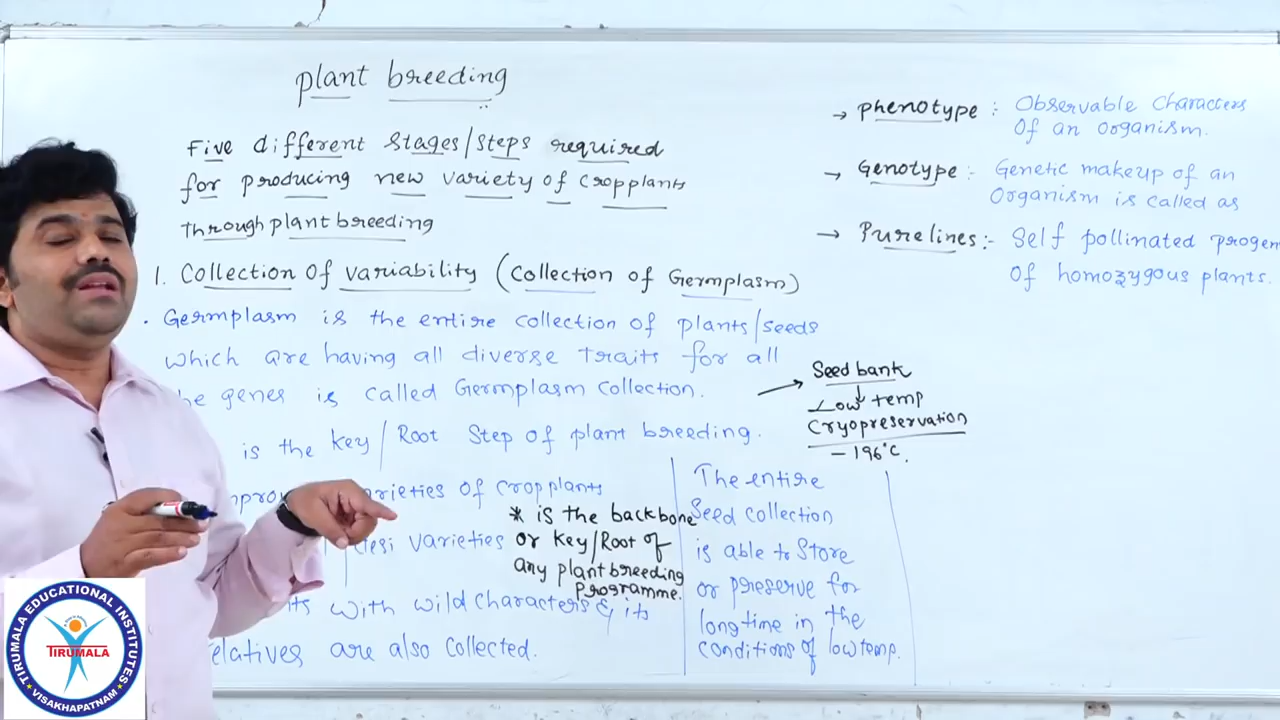 plant breeding
Five different stages/steps required
for producing new variety of cropplants
through plant breeding
1. Collection of variability (Collection of Germplasm)
. Germplasm is the entire collection of plants/seeds
which are having all diverse traits for all
he genes is called Germplasm Collection.
is the key/Root Step of plant breeding.
rieties of cropplants
esi varieties
ts with wild characters & its
elatives are also collected.
* is the backbone
or key/Root of
any plant breeding
programme.
→ Seed bank
Low temp
Cryopreservation
- 196°C.
The entire
Seed collection
is able to Store
or preserve for
long time in the
conditions of low temp.
→ Phenotype : Observable Characters
Of an Organism.
→ Genotype :- Genetic makeup of an
Organism is called as
→ Purelines:- Self pollinated progen
of homozygous plants.
TIRUMALA EDUCATIONAL INSTITUTES
TIRUMALA
VISAKHAPATNAM